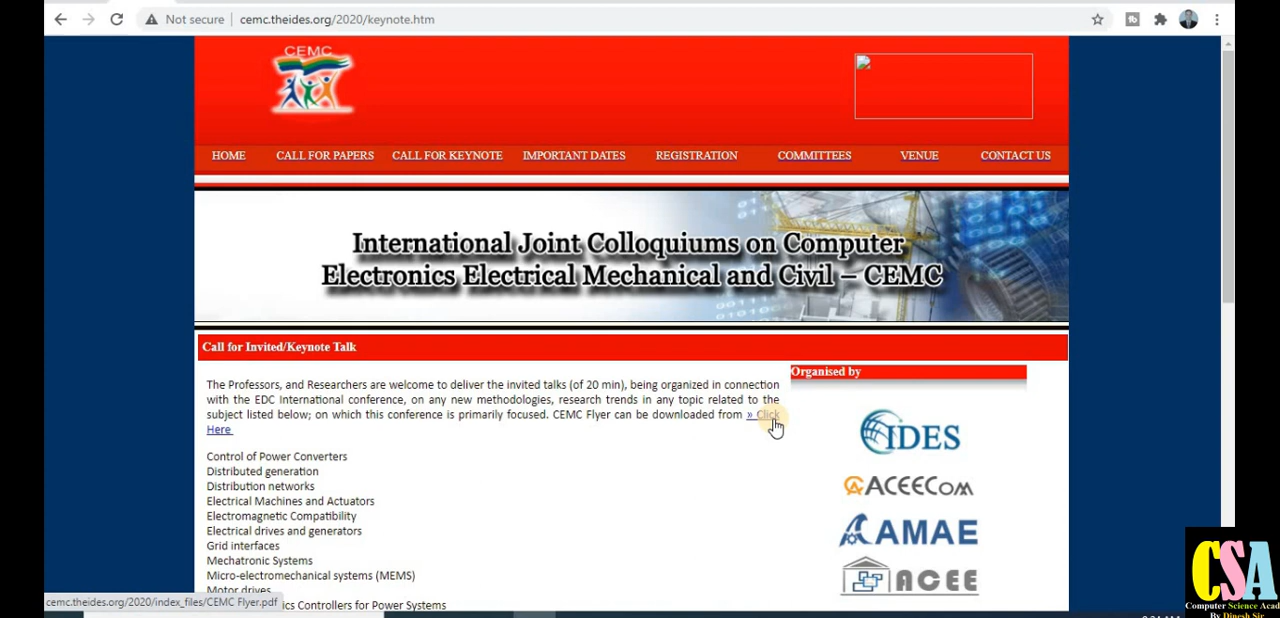 Not secure | cemc.theides.org/2020/keynote.htm
CEMC
HOME CALL FOR PAPERS CALL FOR KEYNOTE IMPORTANT DATES REGISTRATION COMMITTEES VENUE CONTACT US
International Joint Colloquiums on Computer
Electronics Electrical Mechanical and Civil – CEMC
Call for Invited/Keynote Talk
The Professors, and Researchers are welcome to deliver the invited talks (of 20 min), being organized in connection
with the EDC International conference, on any new methodologies, research trends in any topic related to the
subject listed below; on which this conference is primarily focused. CEMC Flyer can be downloaded from » Click
Here
Control of Power Converters
Distributed generation
Distribution networks
Electrical Machines and Actuators
Electromagnetic Compatibility
Electrical drives and generators
Grid interfaces
Mechatronic Systems
Micro-electromechanical systems (MEMS)
Motor drives
ics Controllers for Power Systems
Organised by
IDES
ACEECom
AMAE
ACEE
cemc.theides.org/2020/index_files/CEMC Flyer.pdf
CSA
Computer Science Acad
By Dinesh Sir